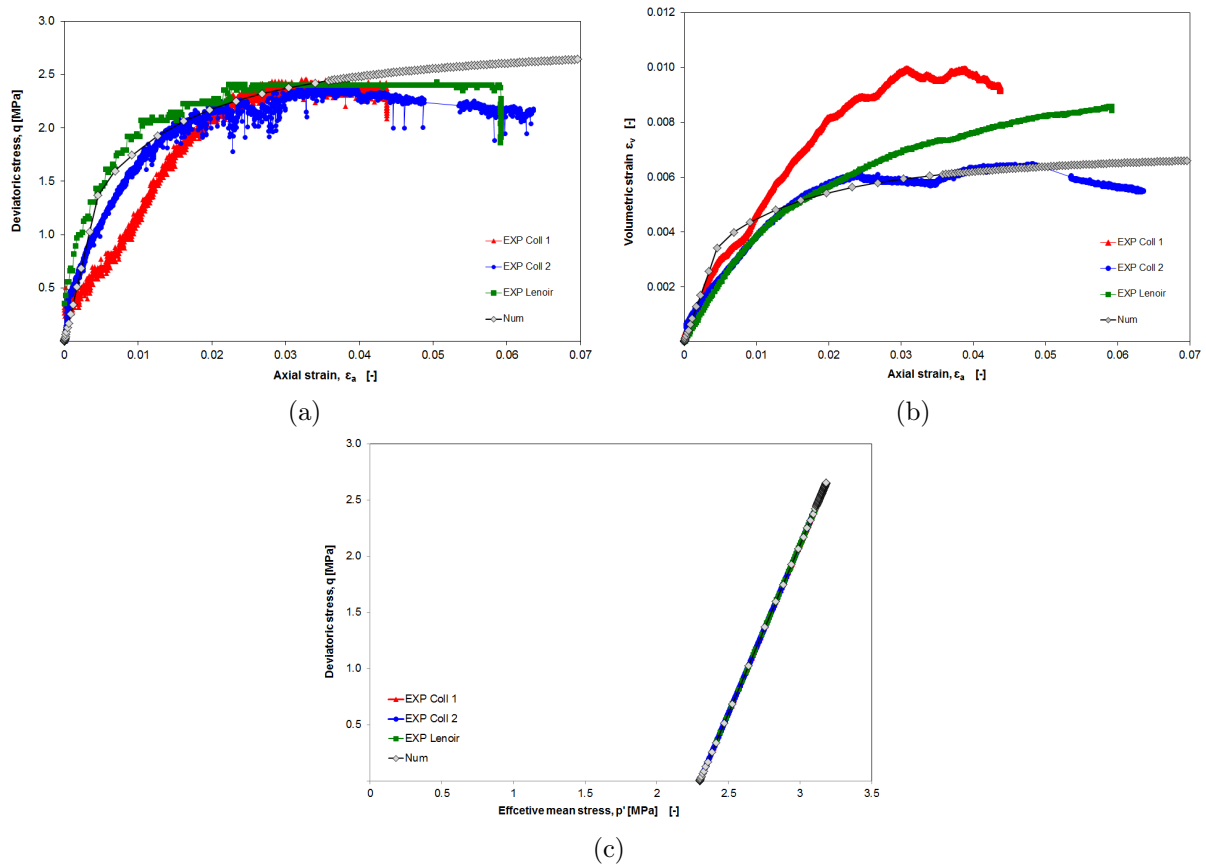 3.0
2.5
2.0
1.5
1.0
0.5
0 0.01 0.02 0.03 0.04 0.05 0.06 0.07
Deviatoric stress, q [MPa]
Axial strain, εa [-]
EXP Coll 1
EXP Coll 2
EXP Lenoir
Num
(a)
0.012
0.010
0.008
0.006
0.004
0.002
0 0.01 0.02 0.03 0.04 0.05 0.06 0.07
Volumetric strain εv [-]
Axial strain, εa [-]
EXP Coll 1
EXP Coll 2
EXP Lenoir
Num
(b)
3.0
2.5
2.0
1.5
1.0
0.5
0 0.5 1 1.5 2 2.5 3 3.5
Deviatoric stress, q [MPa]
Effcetive mean stress, p' [MPa] [-]
EXP Coll 1
EXP Coll 2
EXP Lenoir
Num
(c)